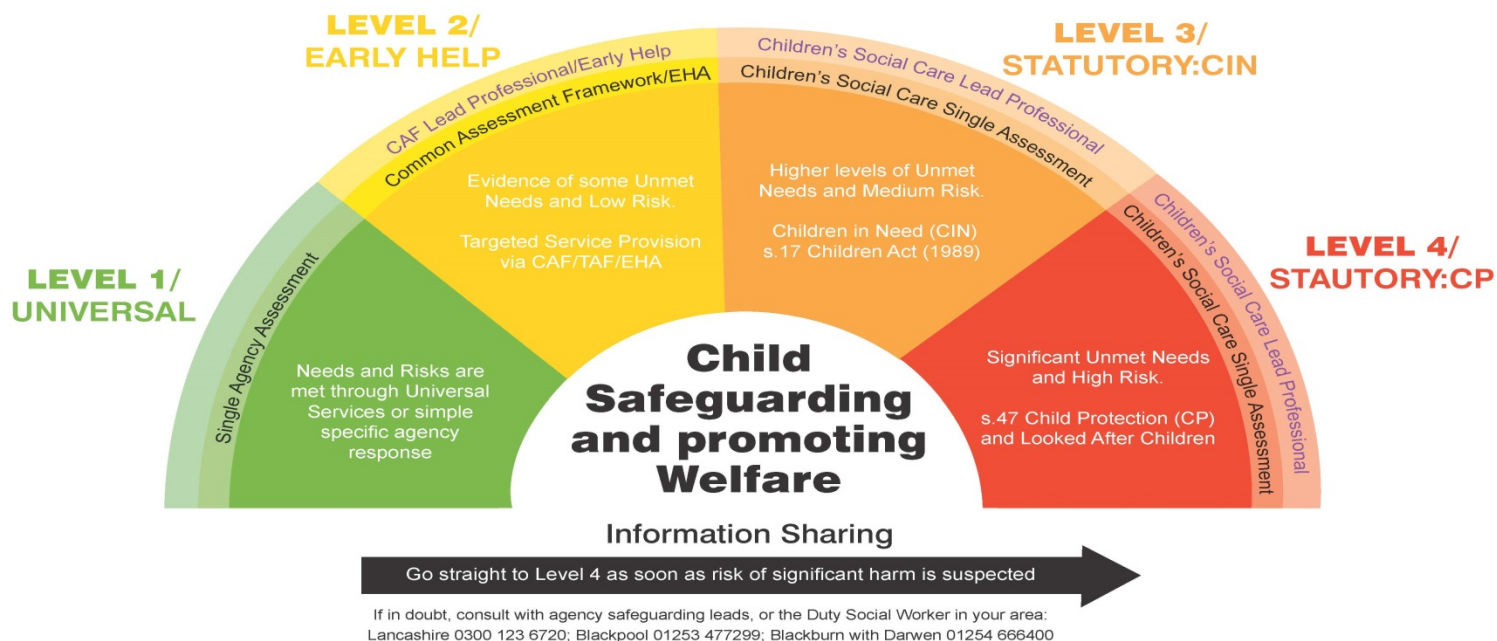 LEVEL 2/
EARLY HELP
LEVEL 3/
STATUTORY:CIN
LEVEL 1/
UNIVERSAL
LEVEL 4/
STAUTORY:CP
CAF Lead Professional/Early Help
Common Assessment Framework/EHA
Children's Social Care Lead Professional
Children's Social Care Single Assessment
Single Agency Assessment
Children's Social Care Lead Professional
Children's Social Care Single Assessment
Needs and Risks are
met through Universal
Services or simple
specific agency
response
Evidence of some Unmet
Needs and Low Risk.
Targeted Service Provision
via CAF/TAF/EHA
Higher levels of Unmet
Needs and Medium Risk.
Children in Need (CIN)
s.17 Children Act (1989)
Significant Unmet Needs
and High Risk.
s.47 Child Protection (CP)
and Looked After Children
Child
Safeguarding
and promoting
Welfare
Information Sharing
Go straight to Level 4 as soon as risk of significant harm is suspected
If in doubt, consult with agency safeguarding leads, or the Duty Social Worker in your area:
Lancashire 0300 123 6720; Blackpool 01253 477299; Blackburn with Darwen 01254 666400